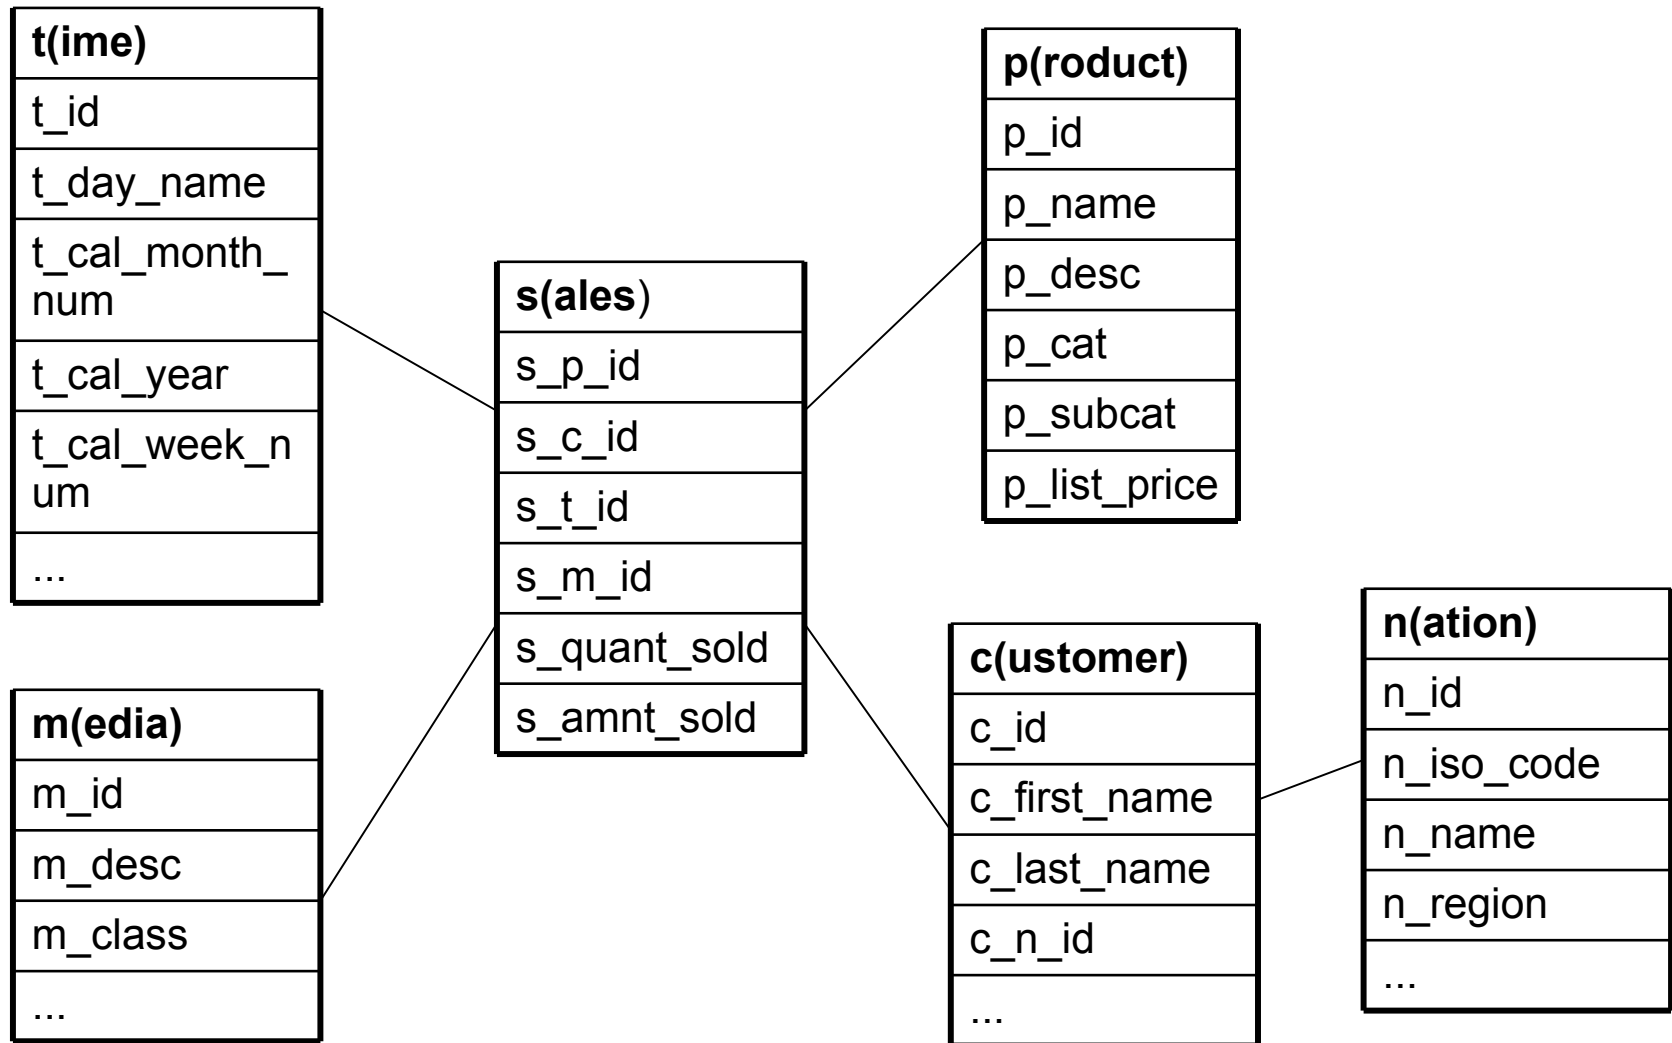 t(ime)
t_id
t_day_name
t_cal_month_
num
t_cal_year
t_cal_week_n
um
...
m(edia)
m_id
m_desc
m_class
...
s(ales)
s_p_id
s_c_id
s_t_id
s_m_id
s_quant_sold
s_amnt_sold
p(roduct)
p_id
p_name
p_desc
p_cat
p_subcat
p_list_price
c(ustomer)
c_id
c_first_name
c_last_name
c_n_id
...
n(ation)
n_id
n_iso_code
n_name
n_region
...